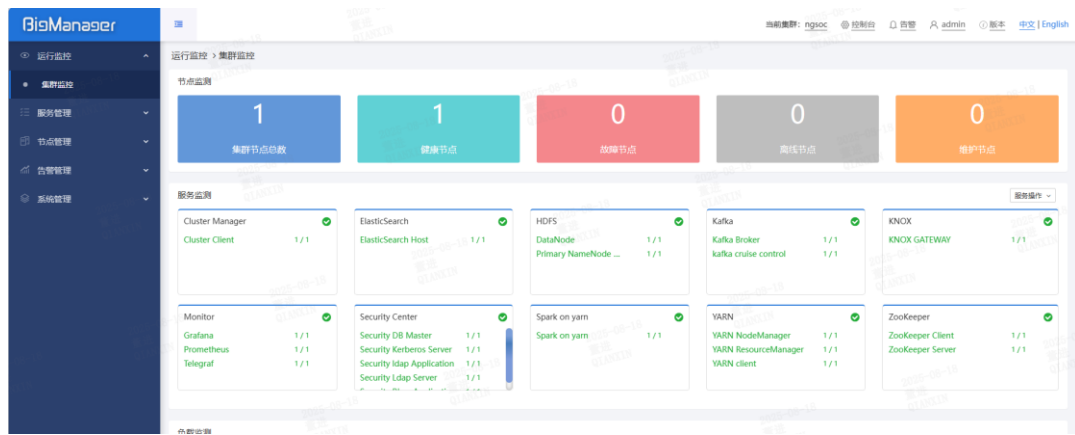 BigManager
当前集群: ngsoc 控制台 告警 admin 版本 中文 | English
运行监控
集群监控
服务管理
节点管理
告警管理
系统管理
运行监控 > 集群监控
节点监测
1 集群节点总数
1 健康节点
0 故障节点
0 离线节点
0 维护节点
服务监测
服务操作
Cluster Manager
Cluster Client 1 / 1
ElasticSearch
ElasticSearch Host 1 / 1
HDFS
DataNode 1 / 1
Primary NameNode ... 1 / 1
Kafka
Kafka Broker 1 / 1
kafka cruise control 1 / 1
KNOX
KNOX GATEWAY 1 / 1
Monitor
Grafana 1 / 1
Prometheus 1 / 1
Telegraf 1 / 1
Security Center
Security DB Master 1 / 1
Security Kerberos Server 1 / 1
Security ldap Application 1 / 1
Security Ldap Server 1 / 1
Spark on yarn
Spark on yarn 1 / 1
YARN
YARN NodeManager 1 / 1
YARN ResourceManager 1 / 1
YARN client 1 / 1
ZooKeeper
ZooKeeper Client 1 / 1
ZooKeeper Server 1 / 1
负载监测